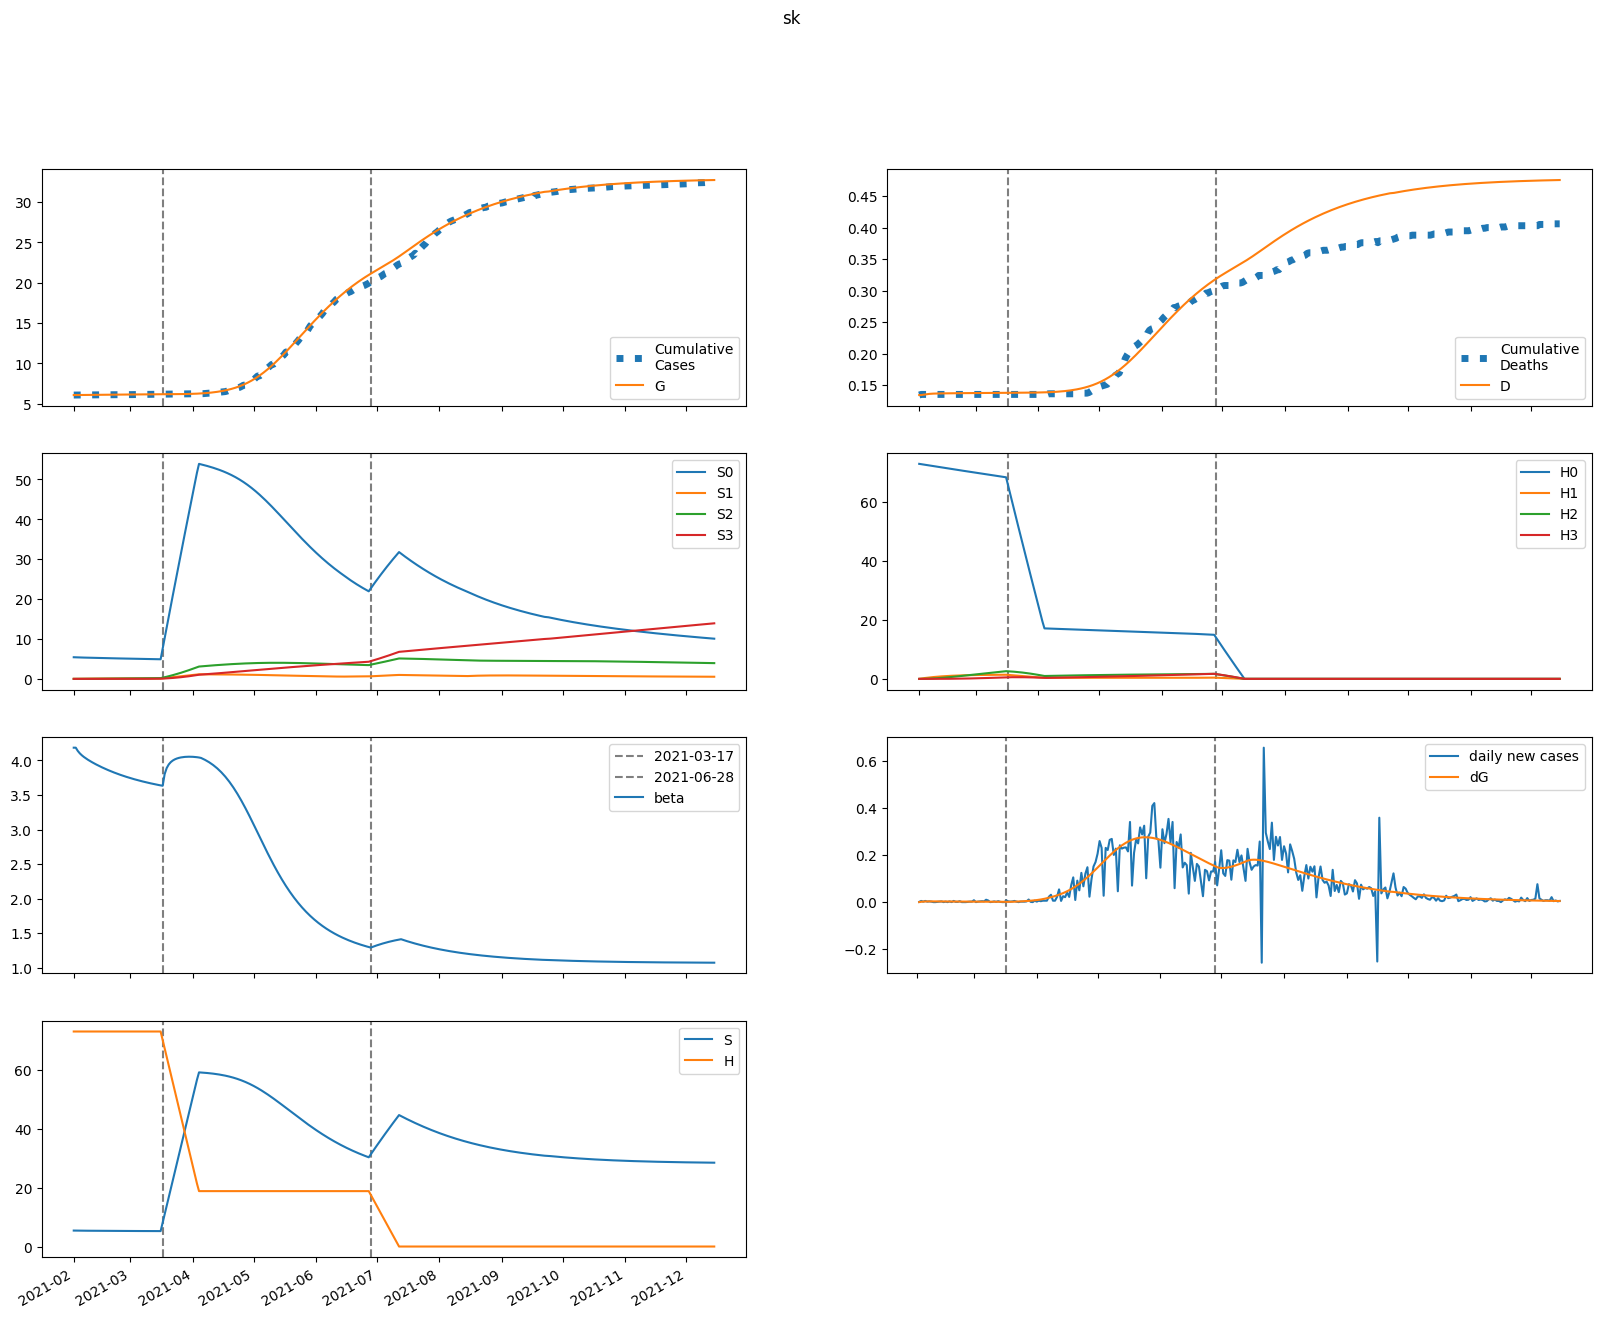 sk
30
25
20
15
10
5
Cumulative
Cases
G
0.45
0.40
0.35
0.30
0.25
0.20
0.15
Cumulative
Deaths
D
50
40
30
20
10
0
S0
S1
S2
S3
60
40
20
0
H0
H1
H2
H3
4.0
3.5
3.0
2.5
2.0
1.5
1.0
2021-03-17
2021-06-28
beta
0.6
0.4
0.2
0.0
−0.2
daily new cases
dG
60
40
20
0
S
H
2021-02
2021-03
2021-04
2021-05
2021-06
2021-07
2021-08
2021-09
2021-10
2021-11
2021-12